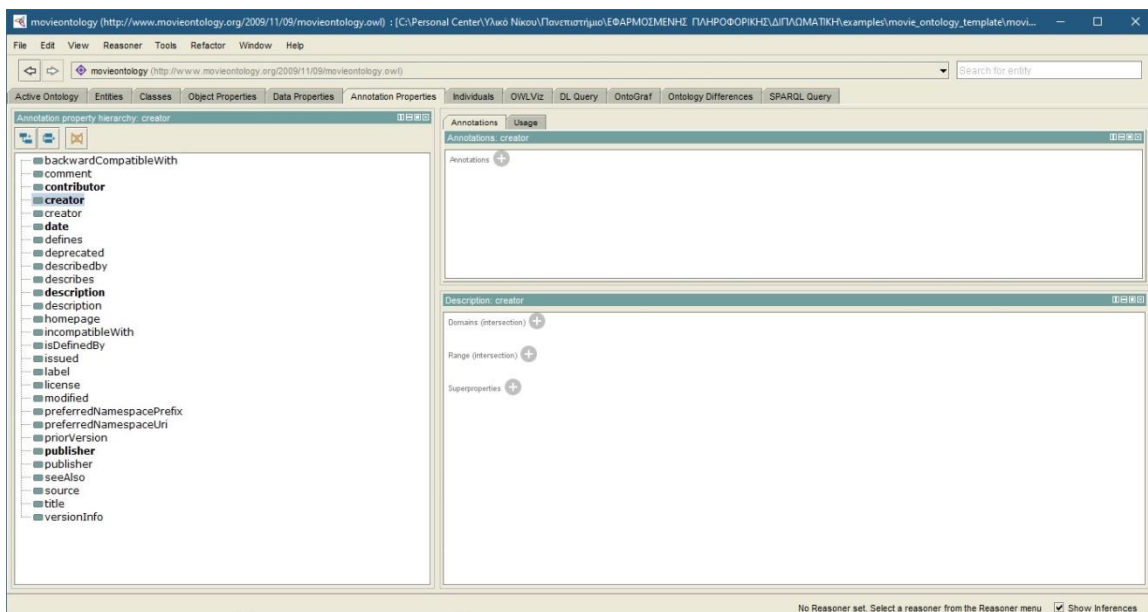 movieontology (http://www.movieontology.org/2009/11/09/movieontology.owl) : [C:\Personal Center\Υλικό Νίκου\Πανεπιστήμιο\ΕΦΑΡΜΟΣΜΕΝΗΣ ΠΛΗΡΟΦΟΡΙΚΗΣ\ΔΙΠΛΩΜΑΤΙΚΗ\examples\movie_ontology_template\movi...
File Edit View Reasoner Tools Refactor Window Help
movieontology (http://www.movieontology.org/2009/11/09/movieontology.owl) Search for entity
Active Ontology Entities Classes Object Properties Data Properties Annotation Properties Individuals OWLViz DL Query OntoGraf Ontology Differences SPARQL Query
Annotation property hierarchy: creator
backwardCompatibleWith
comment
contributor
creator
creator
date
defines
deprecated
describedby
describes
description
description
homepage
incompatibleWith
isDefinedBy
issued
label
license
modified
preferredNamespacePrefix
preferredNamespaceUri
priorVersion
publisher
publisher
seeAlso
source
title
versionInfo
Annotations Usage
Annotations: creator
Annotations
Description: creator
Domains (intersection)
Range (intersection)
Superproperties
No Reasoner set. Select a reasoner from the Reasoner menu Show Inferences